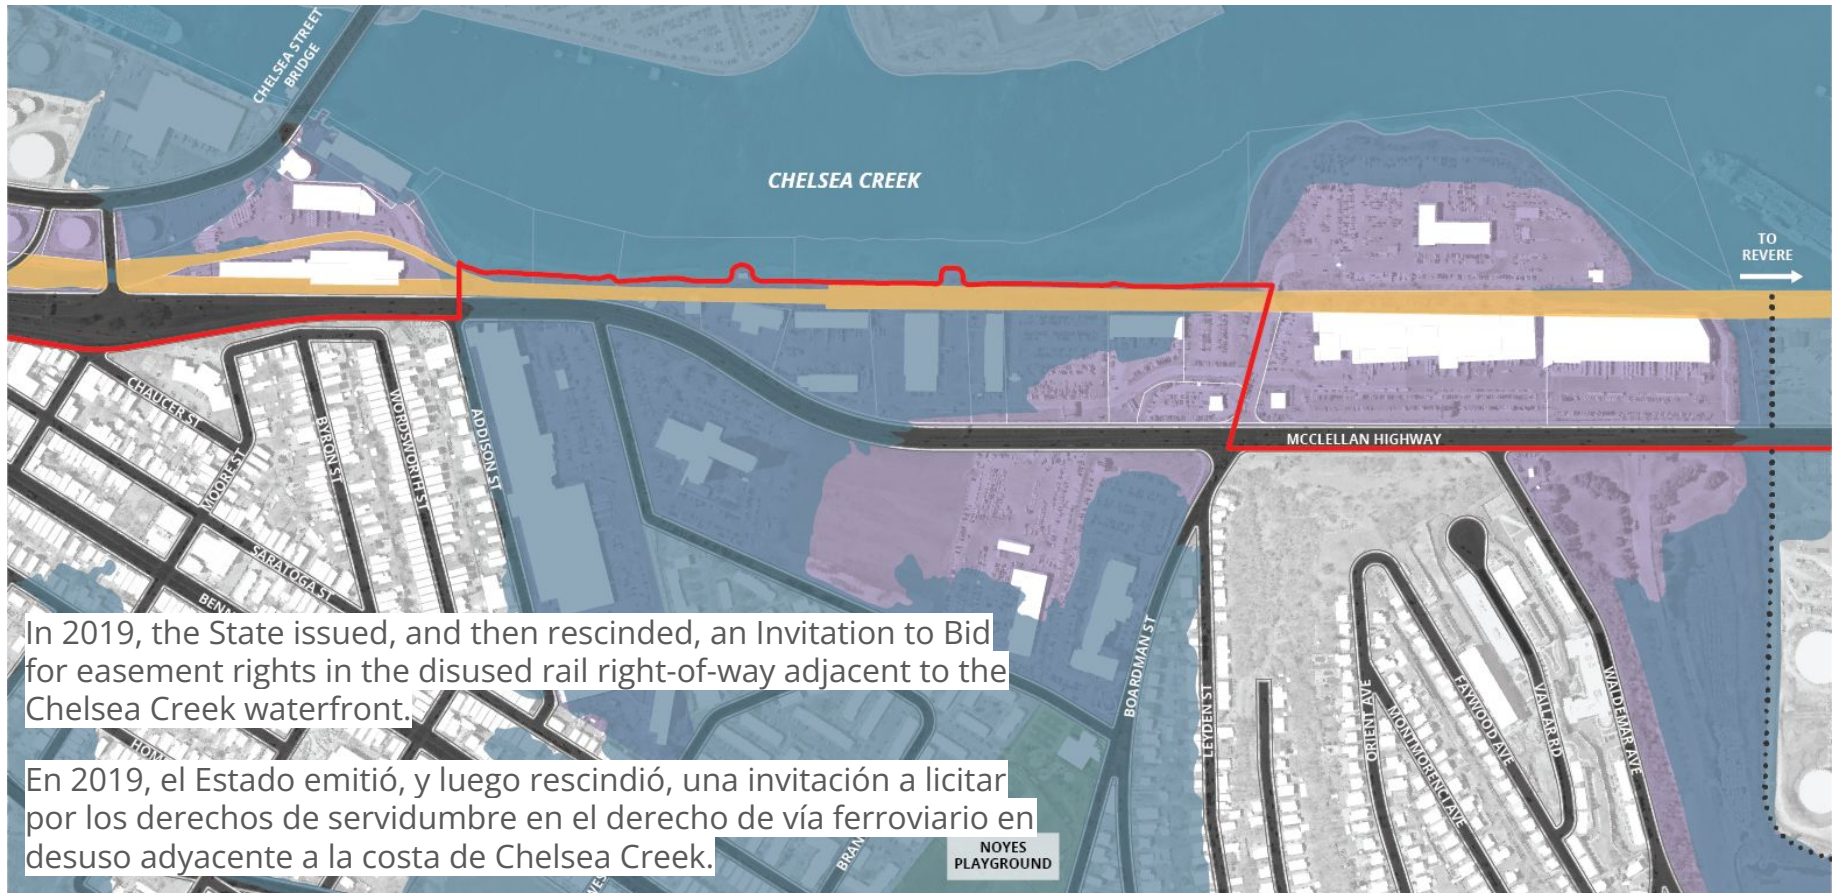 CHELSEA STREET
BRIDGE
CHELSEA CREEK
TO
REVERE
CHAUCER ST
MOORE ST
BYRON ST
WORDSWORTH ST
ADDISON ST
SARATOGA ST
MCCLELLAN HIGHWAY
BOARDMAN ST
LEYDEN ST
ORIENT AVE
MONTMORENCI AVE
FAYWOOD AVE
VALLAR RD
WALDEMAR AVE
In 2019, the State issued, and then rescinded, an Invitation to Bid
for easement rights in the disused rail right-of-way adjacent to the
Chelsea Creek waterfront.
En 2019, el Estado emitió, y luego rescindió, una invitación a licitar
por los derechos de servidumbre en el derecho de vía ferroviario en
desuso adyacente a la costa de Chelsea Creek.
NOYES
PLAYGROUND